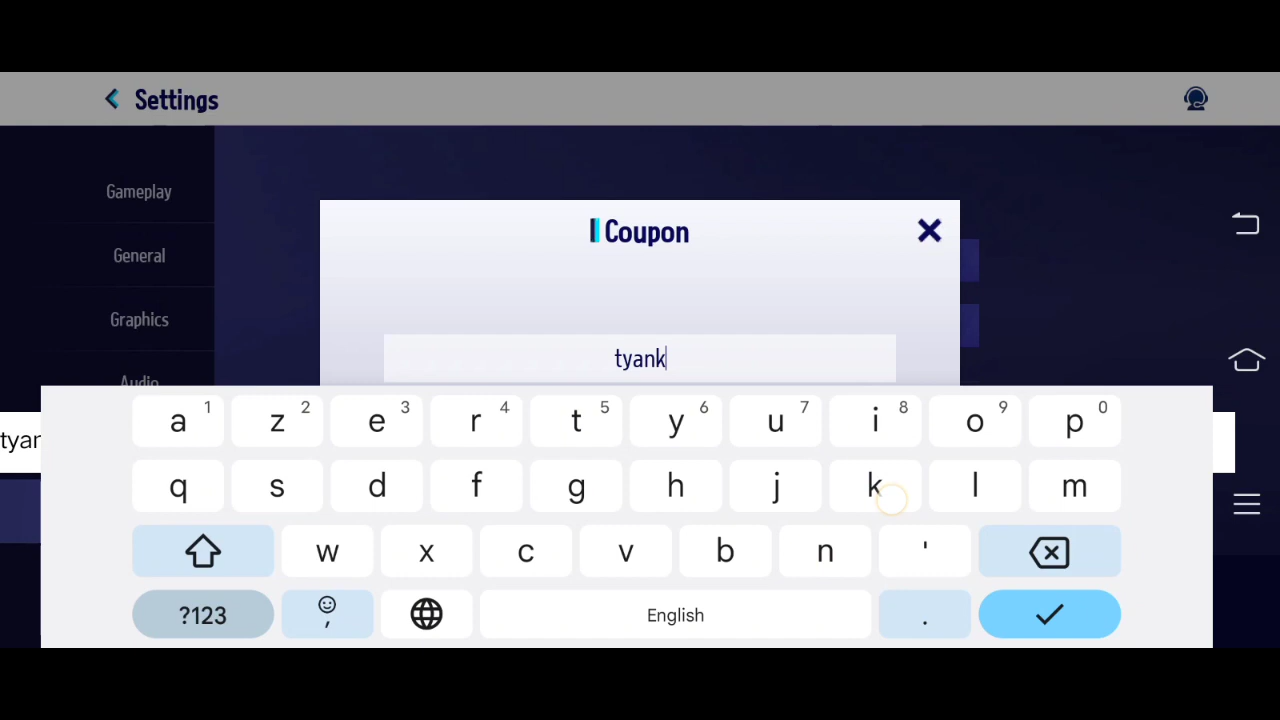 Settings
Gameplay
Coupon
General
Graphics
tyank
Audio
tyan
a 1 z 2 e 3 r 4 t 5 y 6 u 7 i 8 o 9 p 0
q s d f g h j k l m
w x c v b n '
?123 , English .